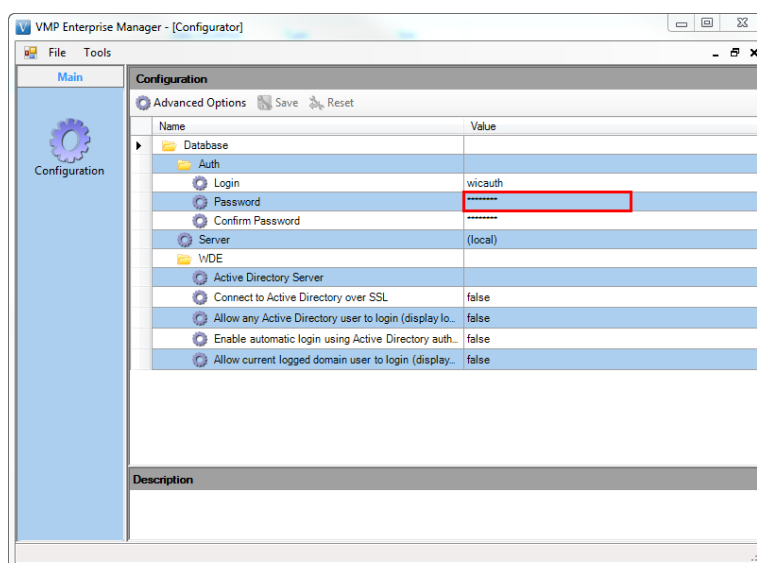 VMP Enterprise Manager - [Configurator]
File Tools
Main
Configuration
Configuration
Advanced Options Save Reset
Name Value
Database
Auth
Login wicauth
Password ********
Confirm Password ********
Server (local)
WDE
Active Directory Server
Connect to Active Directory over SSL false
Allow any Active Directory user to login (display lo... false
Enable automatic login using Active Directory auth... false
Allow current logged domain user to login (display... false
Description